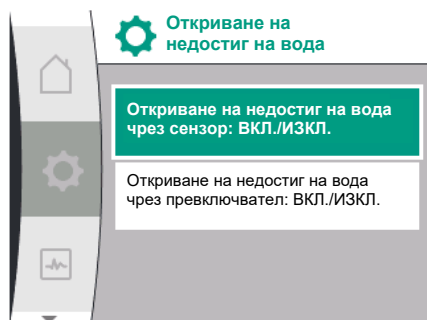 Откриване на
недостиг на вода
Откриване на недостиг на вода
чрез сензор: ВКЛ./ИЗКЛ.
Откриване на недостиг на вода
чрез превключвател: ВКЛ./ИЗКЛ.